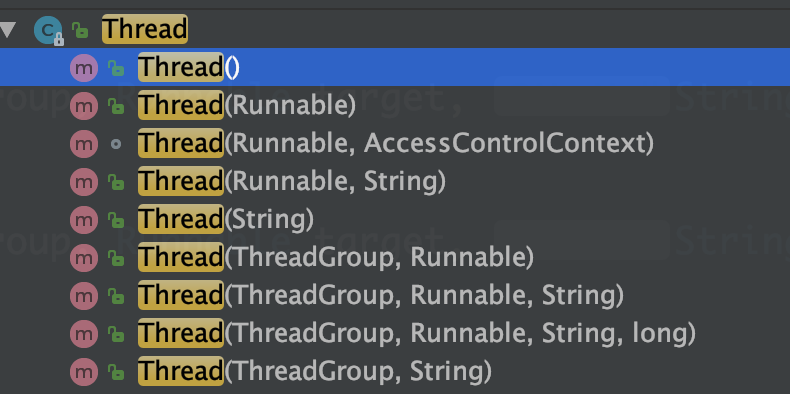 C Thread
m Thread()
m Thread(Runnable)
m Thread(Runnable, AccessControlContext)
m Thread(Runnable, String)
m Thread(String)
m Thread(ThreadGroup, Runnable)
m Thread(ThreadGroup, Runnable, String)
m Thread(ThreadGroup, Runnable, String, long)
m Thread(ThreadGroup, String)